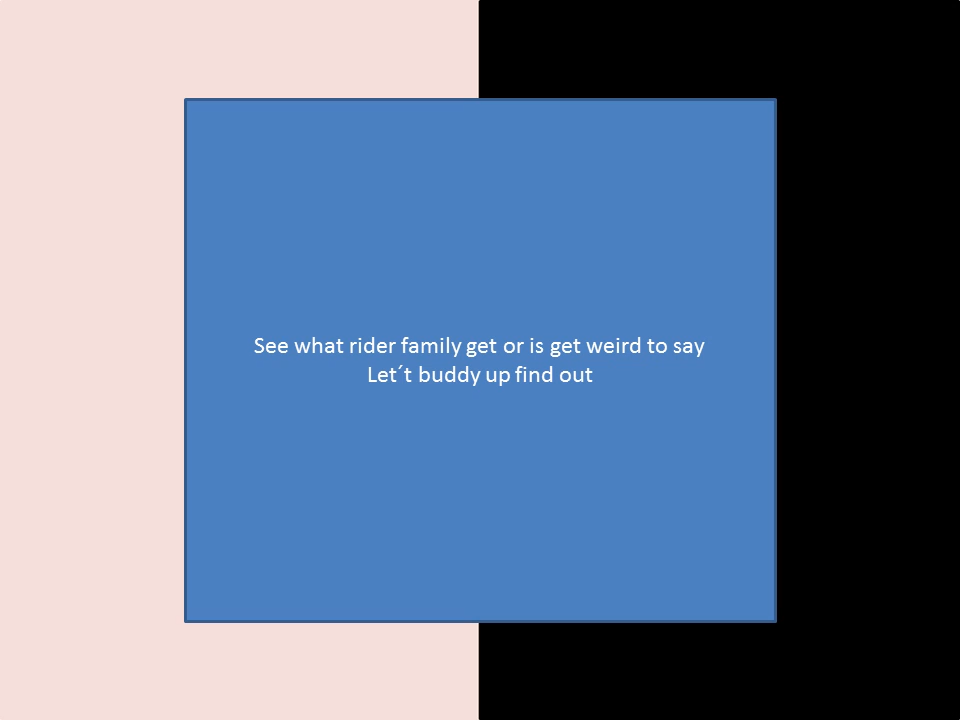 See what rider family get or is get weird to say
Let´t buddy up find out